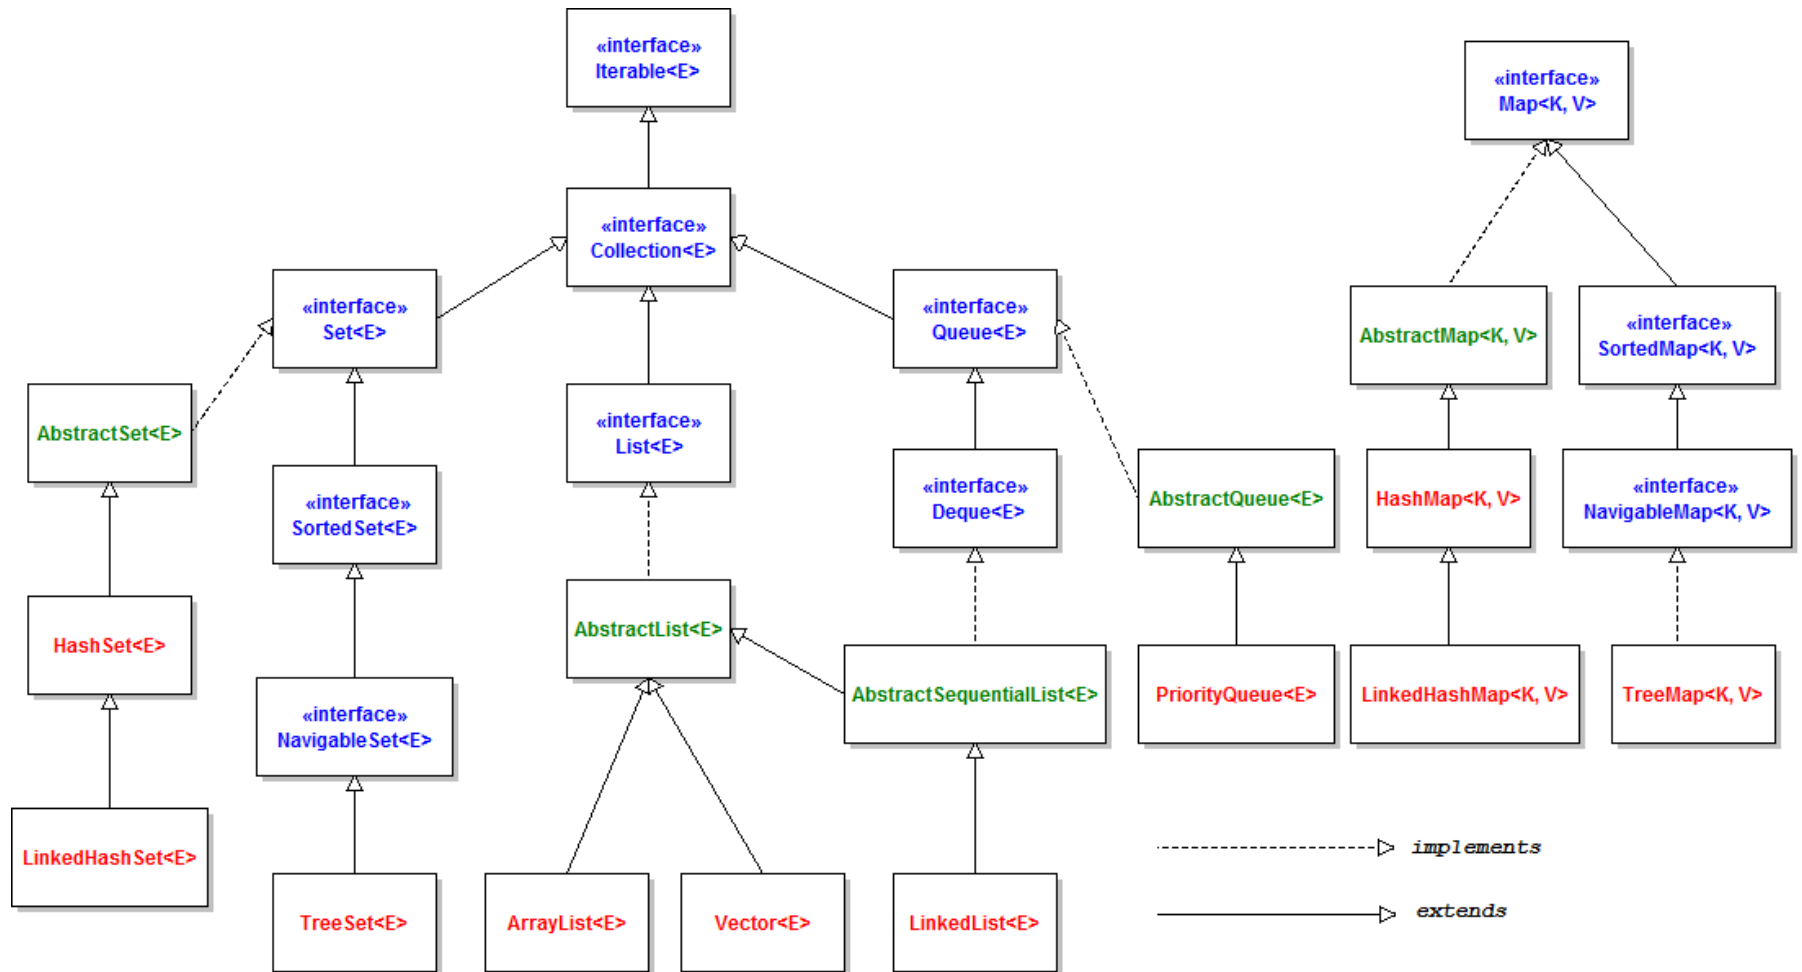 «interface»
Iterable<E>
«interface»
Map<K, V>
«interface»
Collection<E>
«interface»
Set<E>
«interface»
Queue<E>
AbstractMap<K, V>
«interface»
SortedMap<K, V>
AbstractSet<E>
«interface»
List<E>
«interface»
SortedSet<E>
«interface»
Deque<E>
AbstractQueue<E>
HashMap<K, V>
«interface»
NavigableMap<K, V>
HashSet<E>
AbstractList<E>
«interface»
NavigableSet<E>
AbstractSequentialList<E>
PriorityQueue<E>
LinkedHashMap<K, V>
TreeMap<K, V>
LinkedHashSet<E>
implements
TreeSet<E>
ArrayList<E>
Vector<E>
LinkedList<E>
extends